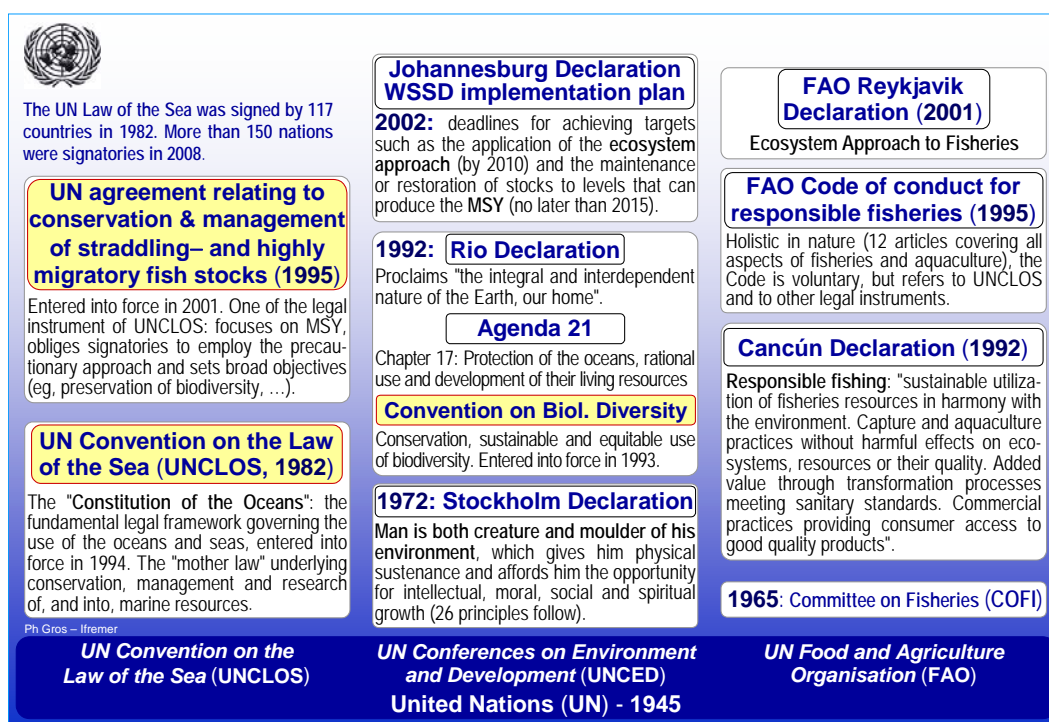 The UN Law of the Sea was signed by 117
countries in 1982. More than 150 nations
were signatories in 2008.
UN agreement relating to
conservation & management
of straddling– and highly
migratory fish stocks (1995)
Entered into force in 2001. One of the legal
instrument of UNCLOS: focuses on MSY,
obliges signatories to employ the precau-
tionary approach and sets broad objectives
(eg, preservation of biodiversity, ...).
UN Convention on the Law
of the Sea (UNCLOS, 1982)
The "Constitution of the Oceans": the
fundamental legal framework governing the
use of the oceans and seas, entered into
force in 1994. The "mother law" underlying
conservation, management and research
of, and into, marine resources.
Ph Gros – Ifremer
UN Convention on the
Law of the Sea (UNCLOS)
Johannesburg Declaration
WSSD implementation plan
2002: deadlines for achieving targets
such as the application of the ecosystem
approach (by 2010) and the maintenance
or restoration of stocks to levels that can
produce the MSY (no later than 2015).
1992: Rio Declaration
Proclaims "the integral and interdependent
nature of the Earth, our home".
Agenda 21
Chapter 17: Protection of the oceans, rational
use and development of their living resources
Convention on Biol. Diversity
Conservation, sustainable and equitable use
of biodiversity. Entered into force in 1993.
1972: Stockholm Declaration
Man is both creature and moulder of his
environment, which gives him physical
sustenance and affords him the opportunity
for intellectual, moral, social and spiritual
growth (26 principles follow).
UN Conferences on Environment
and Development (UNCED)
United Nations (UN) - 1945
FAO Reykjavik
Declaration (2001)
Ecosystem Approach to Fisheries
FAO Code of conduct for
responsible fisheries (1995)
Holistic in nature (12 articles covering all
aspects of fisheries and aquaculture), the
Code is voluntary, but refers to UNCLOS
and to other legal instruments.
Cancún Declaration (1992)
Responsible fishing: "sustainable utiliza-
tion of fisheries resources in harmony with
the environment. Capture and aquaculture
practices without harmful effects on eco-
systems, resources or their quality. Added
value through transformation processes
meeting sanitary standards. Commercial
practices providing consumer access to
good quality products".
1965: Committee on Fisheries (COFI)
UN Food and Agriculture
Organisation (FAO)